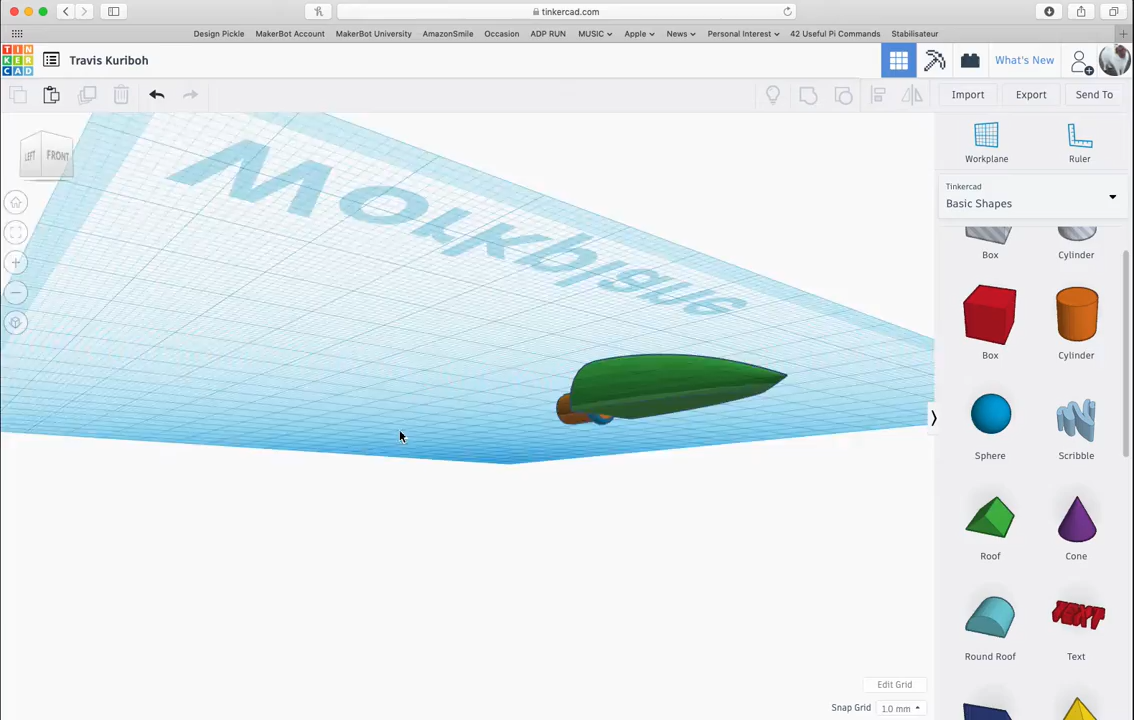 tinkercad.com
Design Pickle MakerBot Account MakerBot University AmazonSmile Occasion ADP RUN MUSIC Apple News Personal Interest 42 Useful Pi Commands Stabilisateur
TIN
KER
CAD
Travis Kuriboh
What's New
Import Export Send To
LEFT FRONT
Workplane
Workplane Ruler
Tinkercad
Basic Shapes
Box Cylinder
Box Cylinder
Sphere Scribble
Roof Cone
TEXT
Round Roof Text
Edit Grid
Snap Grid 1.0 mm